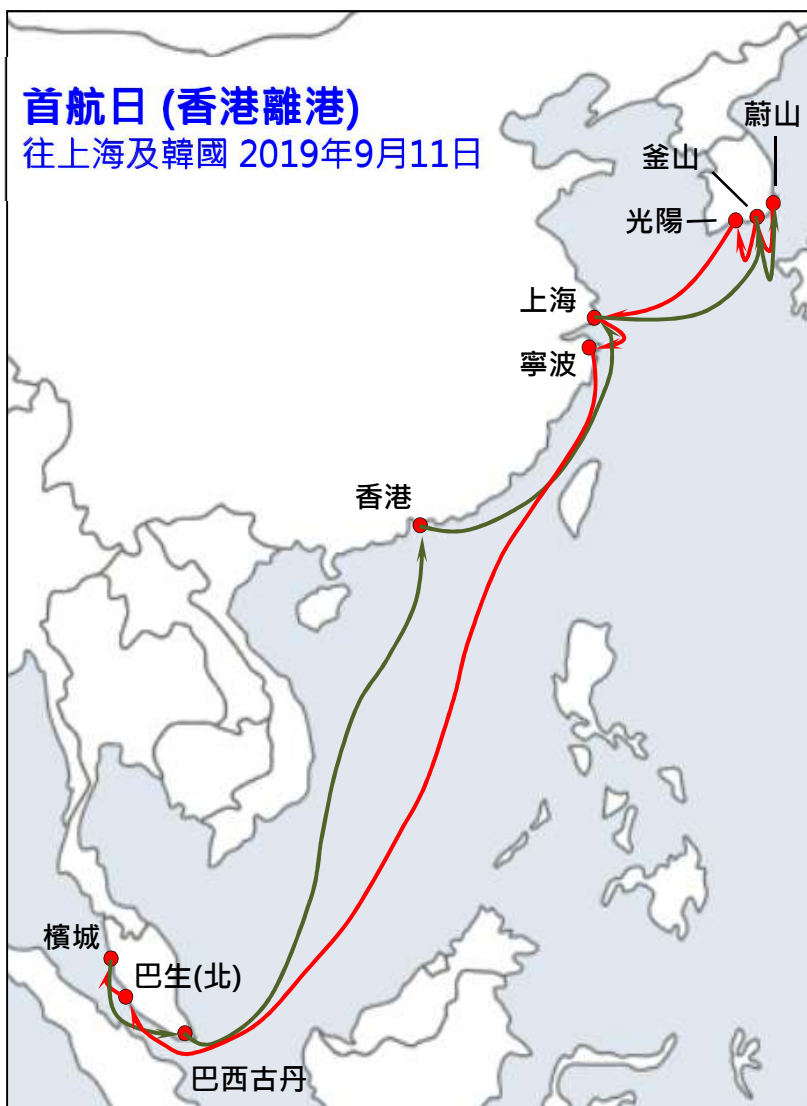 首航日 (香港離港)
往上海及韓國 2019年9月11日
蔚山
釜山
光陽
上海
寧波
香港
檳城
巴生(北)
巴西古丹